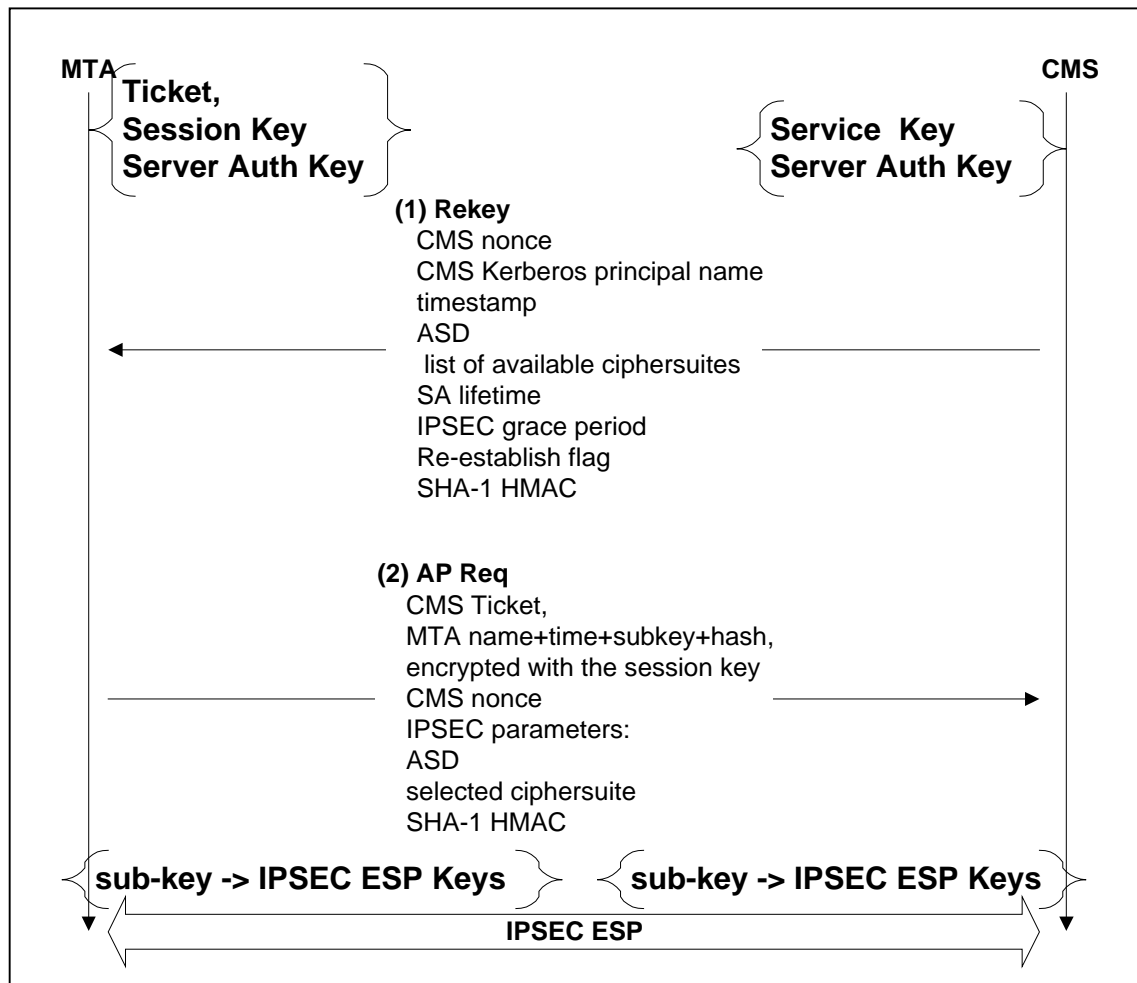 MTA
CMS
Ticket,
Session Key
Server Auth Key
Service Key
Server Auth Key
(1) Rekey
CMS nonce
CMS Kerberos principal name
timestamp
ASD
list of available ciphersuites
SA lifetime
IPSEC grace period
Re-establish flag
SHA-1 HMAC
(2) AP Req
CMS Ticket,
MTA name+time+subkey+hash,
encrypted with the session key
CMS nonce
IPSEC parameters:
ASD
selected ciphersuite
SHA-1 HMAC
sub-key -> IPSEC ESP Keys
sub-key -> IPSEC ESP Keys
IPSEC ESP